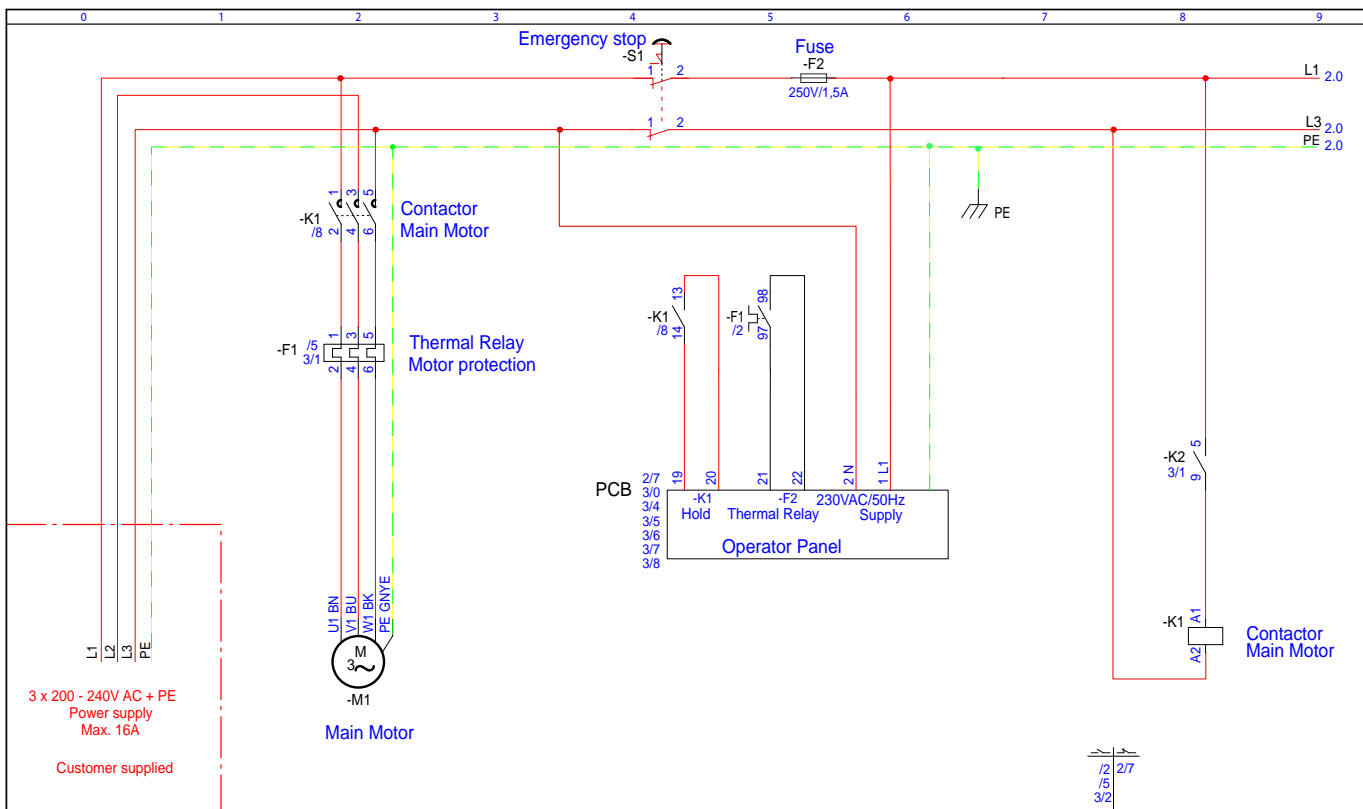 0 1 2 3 4 5 6 7 8 9
Emergency stop
-S1
1 2
Fuse
-F2
250V/1,5A
L1 2.0
1 2
L3 2.0
PE 2.0
1 3 5
-K1
/8
2 4 6
Contactor
Main Motor
PE
13
-K1
/8
14
98
-F1
/2
97
1 3 5
-F1
/5
3/1
2 4 6
Thermal Relay
Motor protection
5
-K2
3/1
9
PCB
2/7
3/0
3/4
3/5
3/6
3/7
3/8
19 20 21 22 2 N 1 L1
-K1
Hold
-F2
Thermal Relay
230VAC/50Hz
Supply
Operator Panel
U1 BN
V1 BU
W1 BK
PE GNYE
M
3
-M1
Main Motor
L1 L2 L3 PE
3 x 200 - 240V AC + PE
Power supply
Max. 16A
Customer supplied
A1
-K1
A2
Contactor
Main Motor
/2 2/7
/5
3/2